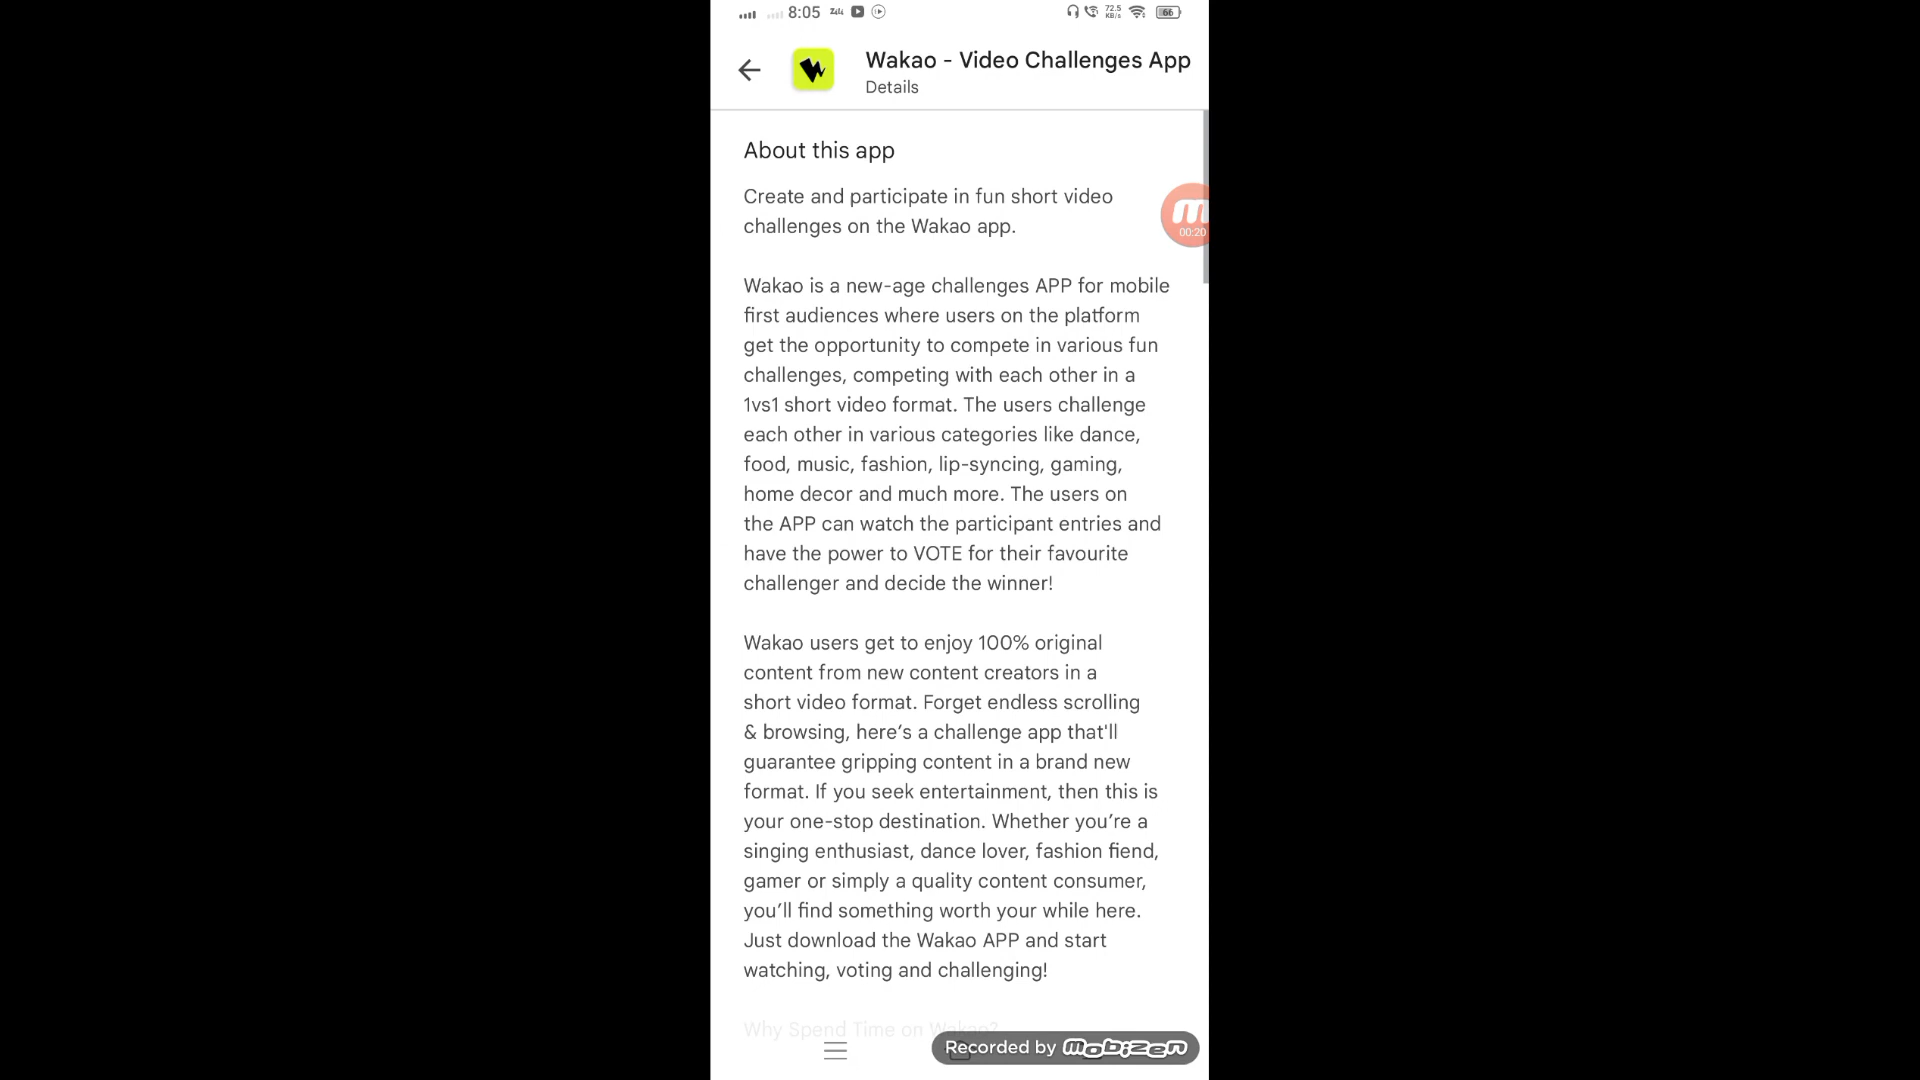 8:05 72.5 KB/s 66
Wakao - Video Challenges App
Details
About this app
Create and participate in fun short video
challenges on the Wakao app.
00:20
Wakao is a new-age challenges APP for mobile
first audiences where users on the platform
get the opportunity to compete in various fun
challenges, competing with each other in a
1vs1 short video format. The users challenge
each other in various categories like dance,
food, music, fashion, lip-syncing, gaming,
home decor and much more. The users on
the APP can watch the participant entries and
have the power to VOTE for their favourite
challenger and decide the winner!
Wakao users get to enjoy 100% original
content from new content creators in a
short video format. Forget endless scrolling
& browsing, here’s a challenge app that'll
guarantee gripping content in a brand new
format. If you seek entertainment, then this is
your one-stop destination. Whether you’re a
singing enthusiast, dance lover, fashion fiend,
gamer or simply a quality content consumer,
you’ll find something worth your while here.
Just download the Wakao APP and start
watching, voting and challenging!
Why Spend Time on Wakao?
Recorded by mobizen